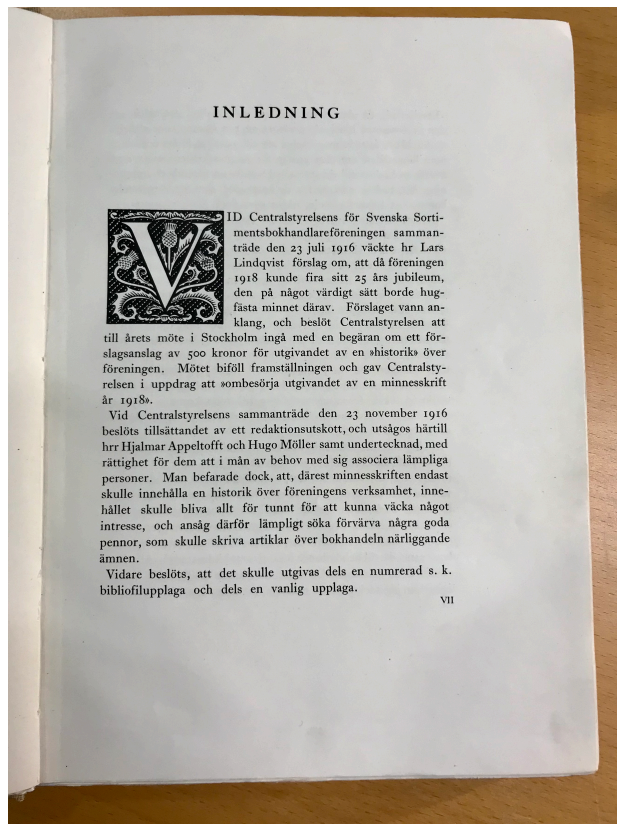 INLEDNING
VID Centralstyrelsens för Svenska Sorti-
mentsbokhandlareföreningen samman-
träde den 23 juli 1916 väckte hr Lars
Lindqvist förslag om, att då föreningen
1918 kunde fira sitt 25 års jubileum,
den på något värdigt sätt borde hug-
fästa minnet därav. Förslaget vann an-
klang, och beslöt Centralstyrelsen att
till årets möte i Stockholm ingå med en begäran om ett för-
slagsanslag av 500 kronor för utgivandet av en »historik» över
föreningen. Mötet biföll framställningen och gav Centralsty-
relsen i uppdrag att »ombesörja utgivandet av en minnesskrift
år 1918».
Vid Centralstyrelsens sammanträde den 23 november 1916
beslöts tillsättandet av ett redaktionsutskott, och utsågos härtill
hrr Hjalmar Appeltofft och Hugo Möller samt undertecknad, med
rättighet för dem att i mån av behov med sig associera lämpliga
personer. Man befarade dock, att, därest minnesskriften endast
skulle innehålla en historik över föreningens verksamhet, inne-
hållet skulle bliva allt för tunnt för att kunna väcka något
intresse, och ansåg därför lämpligt söka förvärva några goda
pennor, som skulle skriva artiklar över bokhandeln närliggande
ämnen.
Vidare beslöts, att det skulle utgivas dels en numrerad s. k.
bibliofilupplaga och dels en vanlig upplaga.
VII